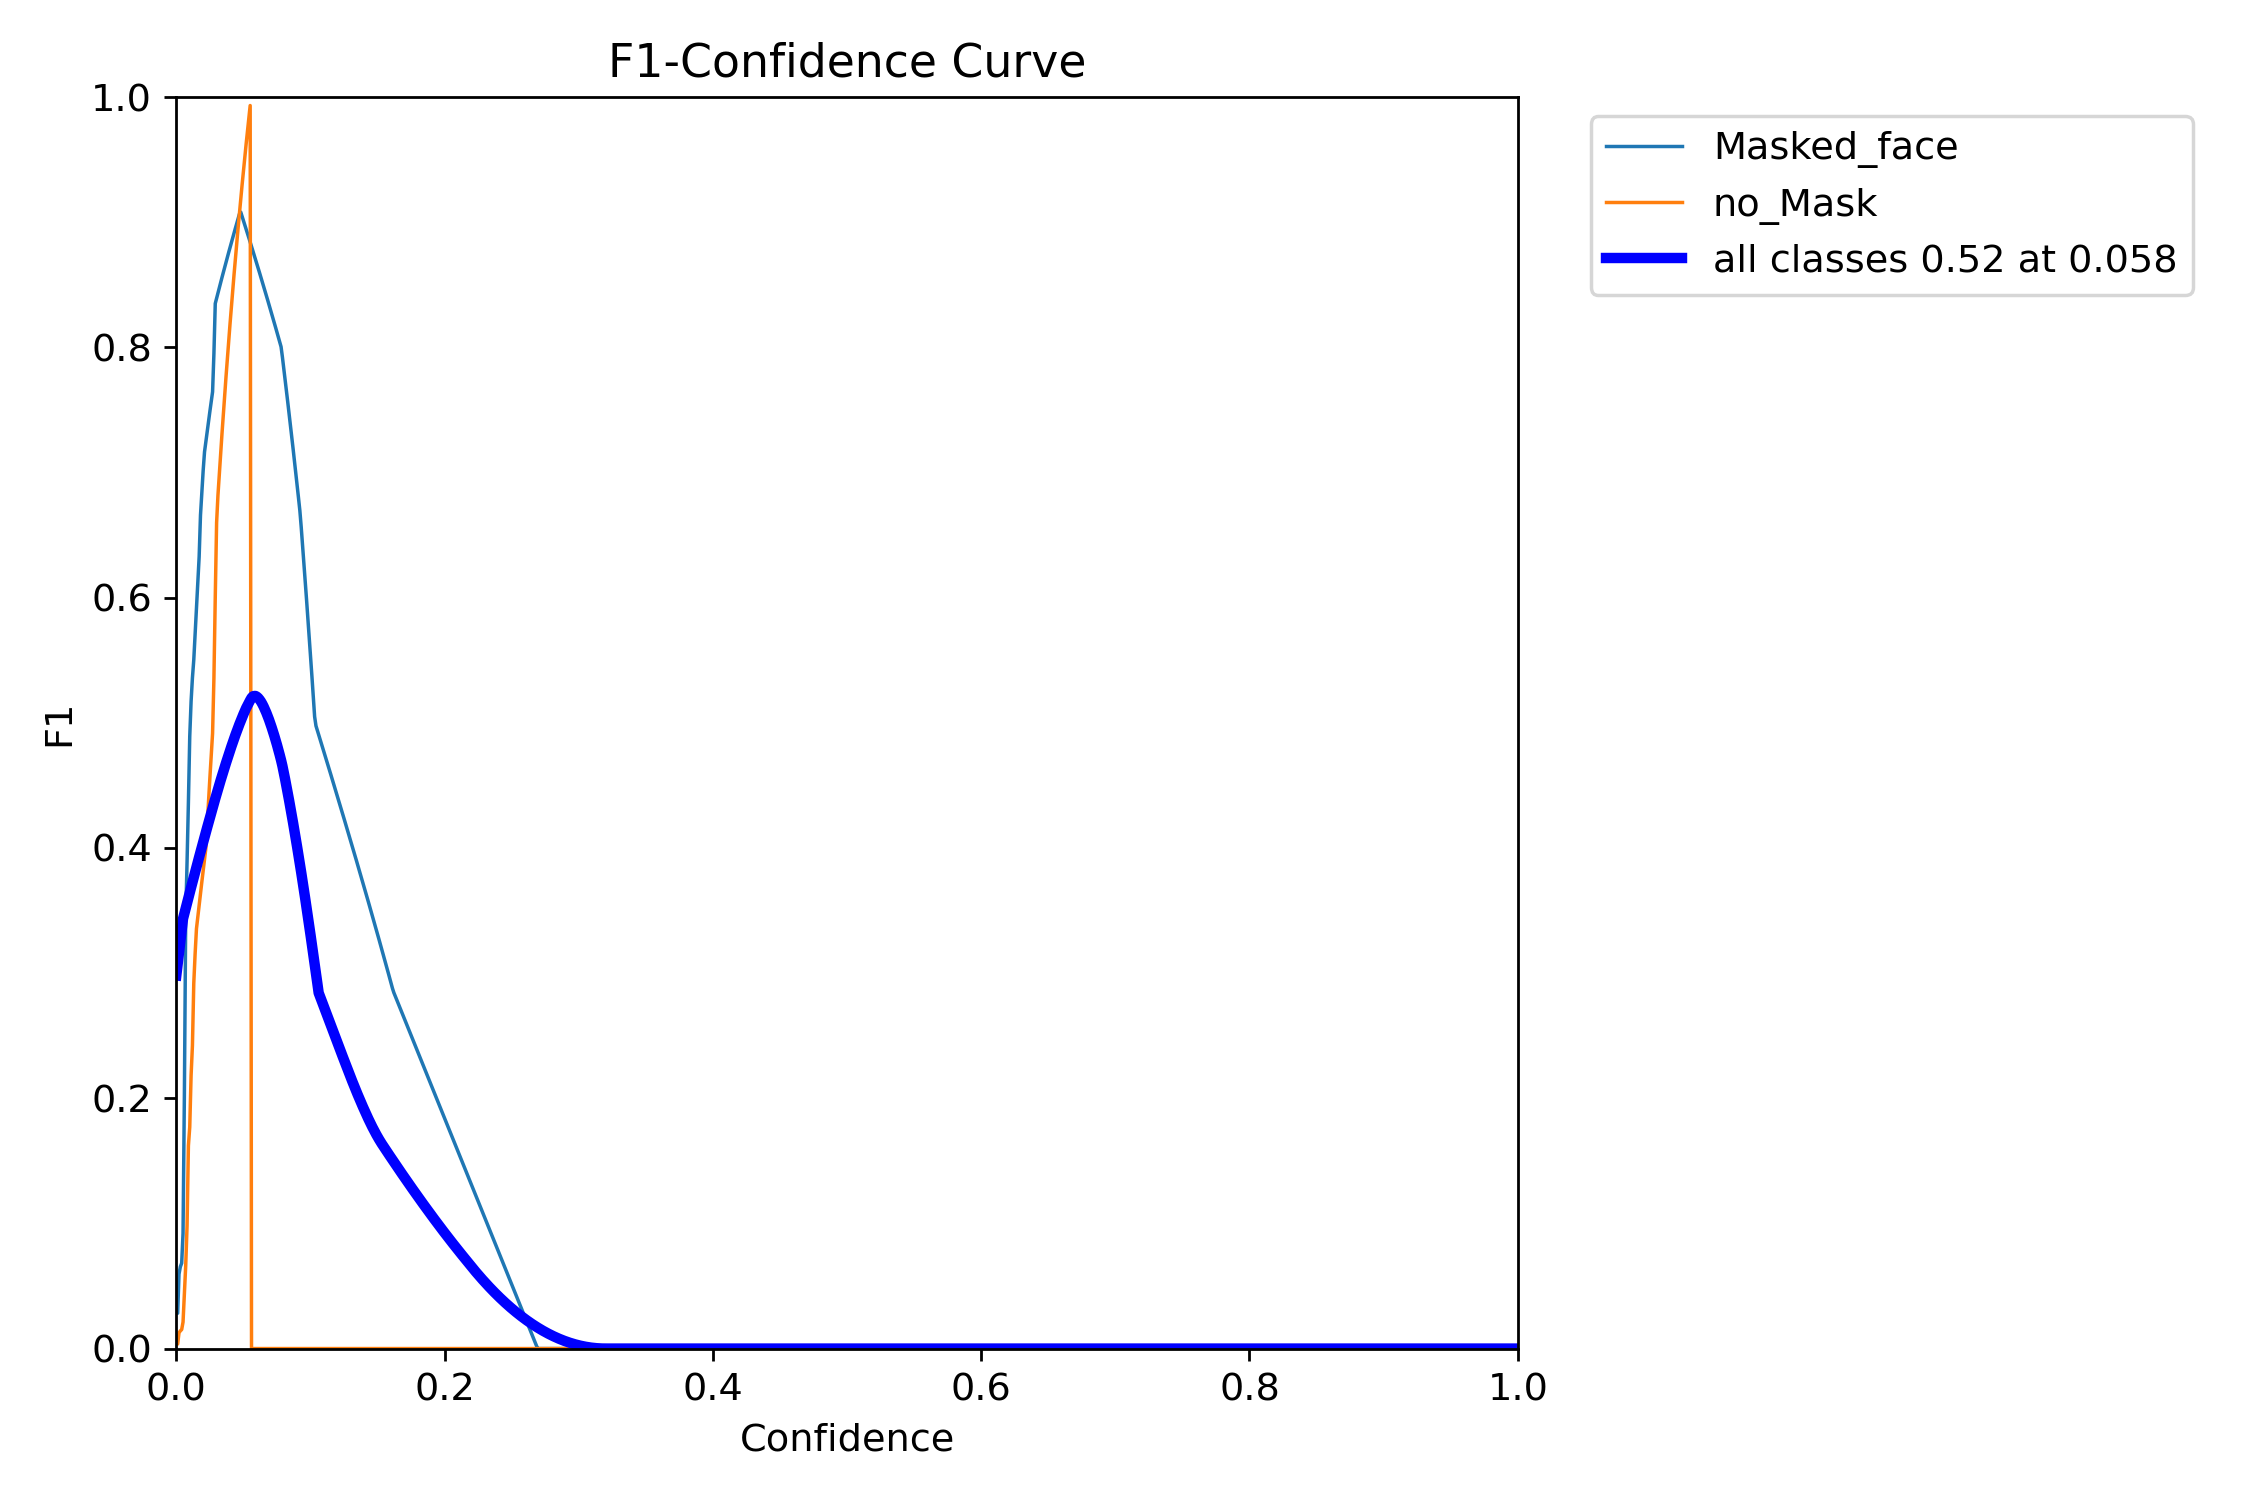 F1-Confidence Curve
1.0
0.8
0.6
0.4
0.2
0.0
F1
0.0 0.2 0.4 0.6 0.8 1.0
Confidence
Masked_face
no_Mask
all classes 0.52 at 0.058